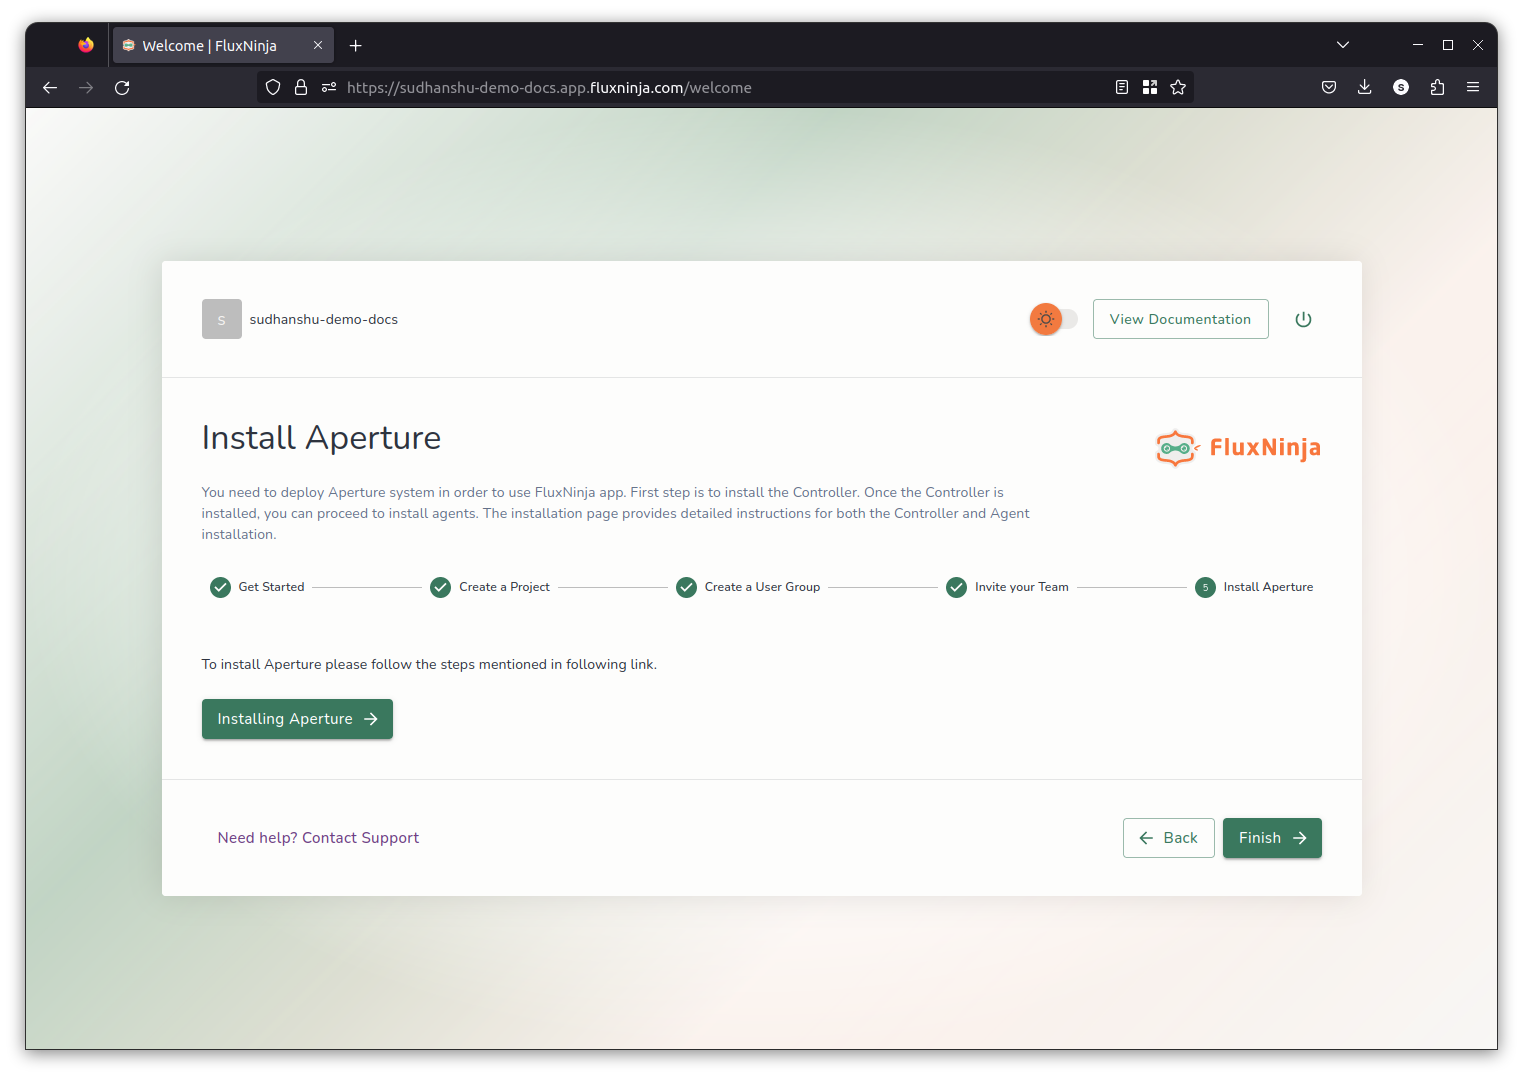 Welcome | FluxNinja
https://sudhanshu-demo-docs.app.fluxninja.com/welcome
S
S
sudhanshu-demo-docs
View Documentation
Install Aperture
FluxNinja
You need to deploy Aperture system in order to use FluxNinja app. First step is to install the Controller. Once the Controller is
installed, you can proceed to install agents. The installation page provides detailed instructions for both the Controller and Agent
installation.
Get Started
Create a Project
Create a User Group
Invite your Team
5
Install Aperture
To install Aperture please follow the steps mentioned in following link.
Installing Aperture
Need help? Contact Support
Back
Finish